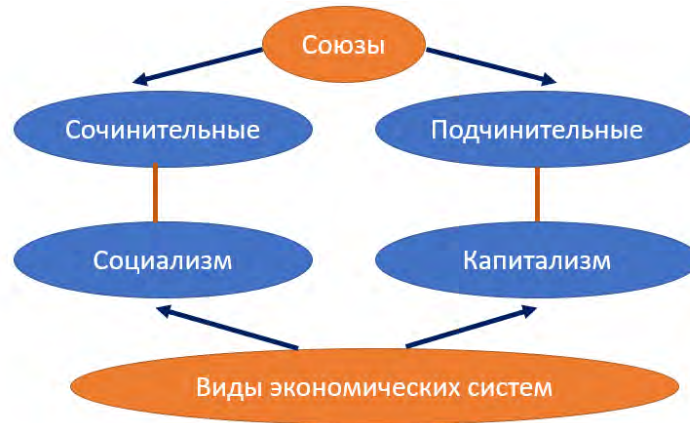 Союзы
Сочинительные
Подчинительные
Социализм
Капитализм
Виды экономических систем